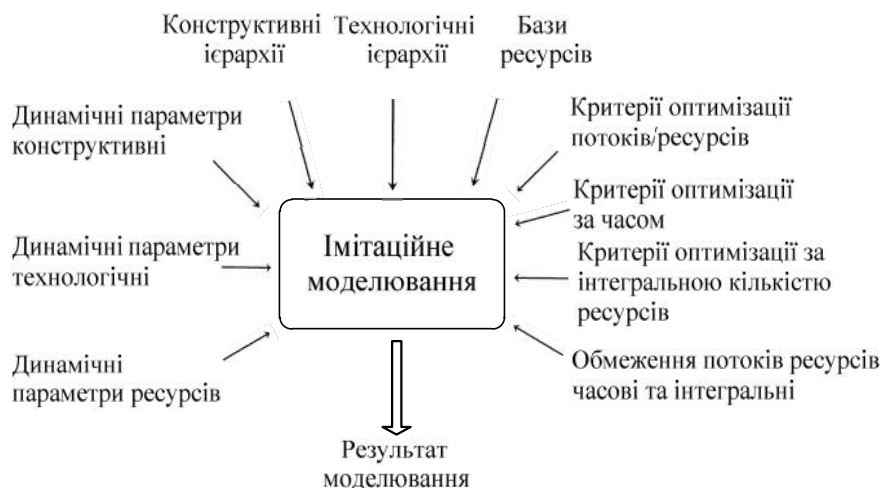 Конструктивні
ієрархії
Технологічні
ієрархії
Бази
ресурсів
Динамічні параметри
конструктивні
Критерії оптимізації
потоків/ресурсів
Критерії оптимізації
за часом
Імітаційне
моделювання
Динамічні параметри
технологічні
Критерії оптимізації за
інтегральною кількістю
ресурсів
Динамічні
параметри ресурсів
Обмеження потоків ресурсів
часові та інтегральні
Результат
моделювання